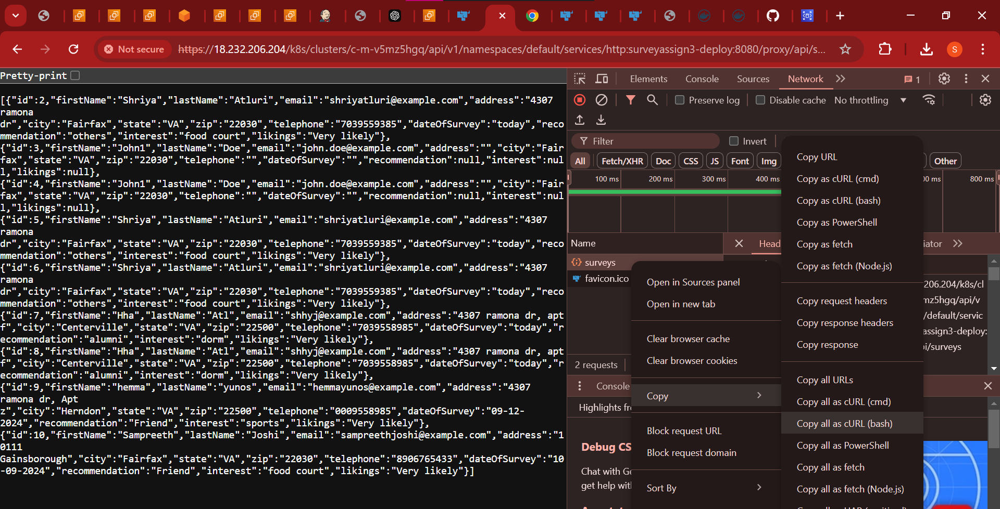 Not secure
https://18.232.206.204/k8s/clusters/c-m-v5mz5hgq/api/v1/namespaces/default/services/http:surveyassign3-deploy:8080/proxy/api/s...
S
Pretty-print
[{"id":2,"firstName":"Shriya","lastName":"Atluri","email":"shriyatluri@example.com","address":"4307
ramona
dr","city":"Fairfax","state":"VA","zip":"22030","telephone":"7039559385","dateOfSurvey":"today","reco
mmendation":"others","interest":"food court","likings":"Very likely"},
{"id":3,"firstName":"John1","lastName":"Doe","email":"john.doe@example.com","address":"","city":"Fair
fax","state":"VA","zip":"22030","telephone":"","dateOfSurvey":"","recommendation":null,"interest":nul
l,"likings":null},
{"id":4,"firstName":"John1","lastName":"Doe","email":"john.doe@example.com","address":"","city":"Fair
fax","state":"VA","zip":"22030","telephone":"","dateOfSurvey":"","recommendation":null,"interest":nul
l,"likings":null},
{"id":5,"firstName":"Shriya","lastName":"Atluri","email":"shriyatluri@example.com","address":"4307
ramona
dr","city":"Fairfax","state":"VA","zip":"22030","telephone":"7039559385","dateOfSurvey":"today","reco
mmendation":"others","interest":"food court","likings":"Very likely"},
{"id":6,"firstName":"Shriya","lastName":"Atluri","email":"shriyatluri@example.com","address":"4307
ramona
dr","city":"Fairfax","state":"VA","zip":"22030","telephone":"7039559385","dateOfSurvey":"today","reco
mmendation":"others","interest":"food court","likings":"Very likely"},
{"id":7,"firstName":"Hha","lastName":"Atl","email":"shhyj@example.com","address":"4307 ramona dr, apt
f","city":"Centerville","state":"VA","zip":"22500","telephone":"7039558985","dateOfSurvey":"today","r
ecommendation":"alumni","interest":"dorm","likings":"Very likely"},
{"id":8,"firstName":"Hha","lastName":"Atl","email":"shhyj@example.com","address":"4307 ramona dr, apt
f","city":"Centerville","state":"VA","zip":"22500","telephone":"7039558985","dateOfSurvey":"today","r
ecommendation":"alumni","interest":"dorm","likings":"Very likely"},
{"id":9,"firstName":"hemma","lastName":"yunos","email":"hemmayunos@example.com","address":"4307
ramona dr, Apt
z","city":"Herndon","state":"VA","zip":"22500","telephone":"0009558985","dateOfSurvey":"09-12-
2024","recommendation":"Friend","interest":"sports","likings":"Very likely"},
{"id":10,"firstName":"Sampreeth","lastName":"Joshi","email":"sampreethjoshi@example.com","address":"1
0111
Gainsborough","city":"Fairfax","state":"VA","zip":"22030","telephone":"8906765433","dateOfSurvey":"10
-09-2024","recommendation":"Friend","interest":"food court","likings":"Very likely"}]
Elements Console Sources Network 1
Preserve log Disable cache No throttling
Filter Invert
All Fetch/XHR Doc CSS JS Font Img Other
100 ms 200 ms 300 ms 400 ms 00 ms 800 ms
Name Head iator
surveys
favicon.ico
206.204/k8s/cl
mz5hgq/api/v
/default/servic
assign3-deploy:
pi/surveys
2 requests
Console
Highlights fr
Debug CS
Chat with Ge
get help with
Open in Sources panel
Open in new tab
Clear browser cache
Clear browser cookies
Copy
Block request URL
Block request domain
Sort By
Copy URL
Copy as cURL (cmd)
Copy as cURL (bash)
Copy as PowerShell
Copy as fetch
Copy as fetch (Node.js)
Copy request headers
Copy response headers
Copy response
Copy all URLs
Copy all as cURL (cmd)
Copy all as cURL (bash)
Copy all as PowerShell
Copy all as fetch
Copy all as fetch (Node.js)